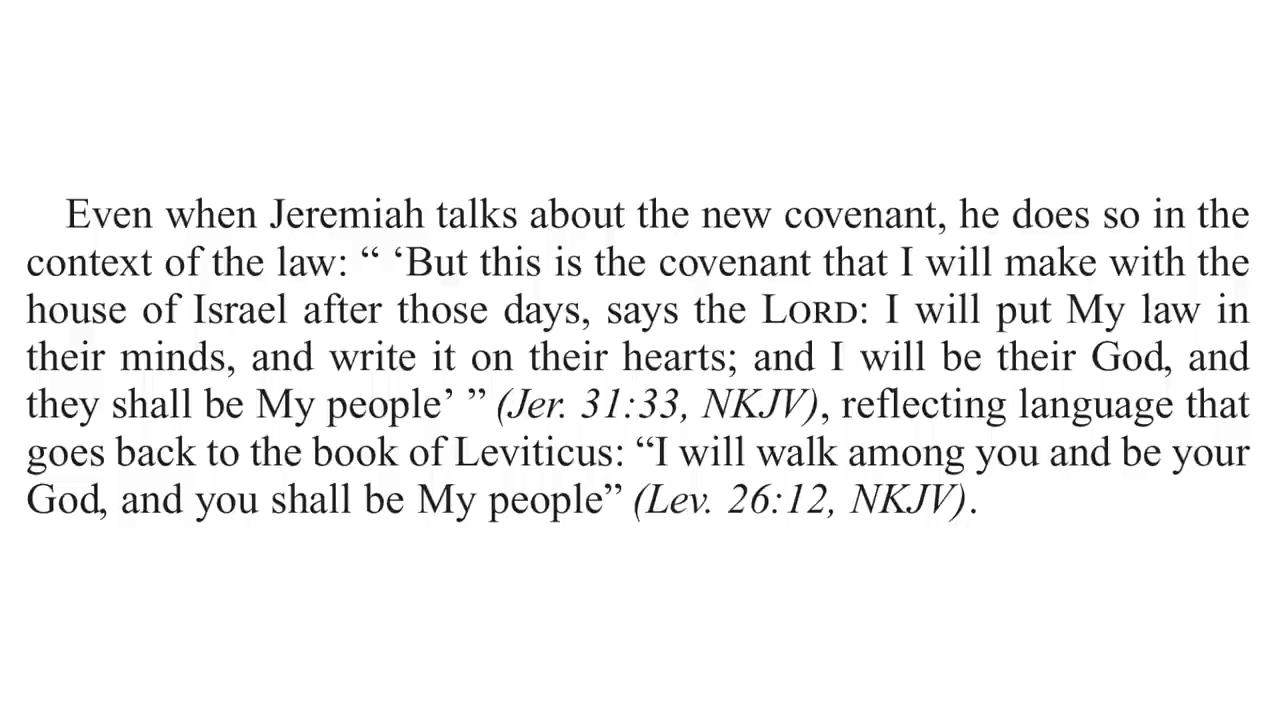 Even when Jeremiah talks about the new covenant, he does so in the
context of the law: “ ‘But this is the covenant that I will make with the
house of Israel after those days, says the LORD: I will put My law in
their minds, and write it on their hearts; and I will be their God, and
they shall be My people’ ” (Jer. 31:33, NKJV), reflecting language that
goes back to the book of Leviticus: “I will walk among you and be your
God, and you shall be My people” (Lev. 26:12, NKJV).